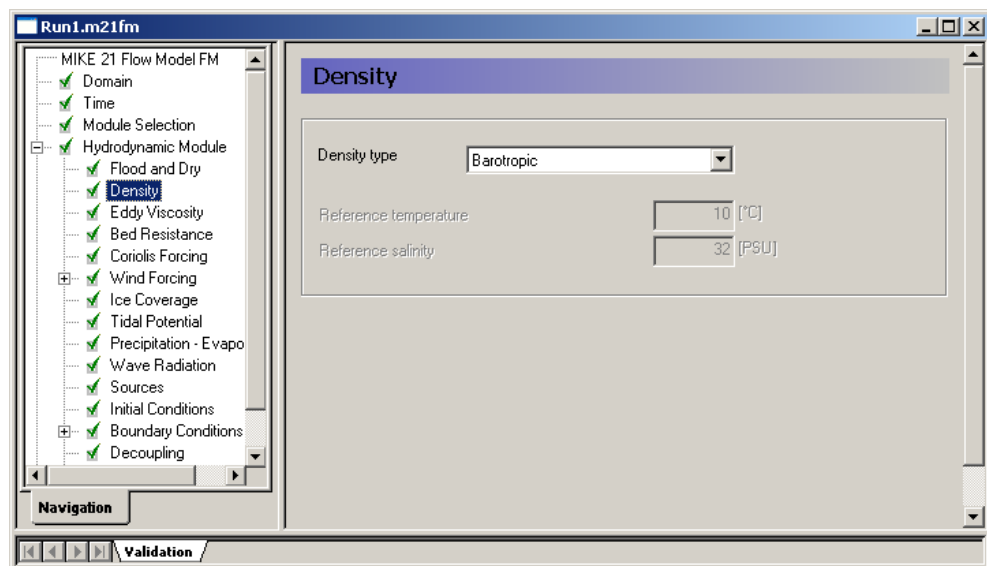 Run1.m21fm
MIKE 21 Flow Model FM
Domain
Time
Module Selection
Hydrodynamic Module
Flood and Dry
Density
Eddy Viscosity
Bed Resistance
Coriolis Forcing
Wind Forcing
Ice Coverage
Tidal Potential
Precipitation - Evapo
Wave Radiation
Sources
Initial Conditions
Boundary Conditions
Decoupling
Navigation
Density
Density type Barotropic
Reference temperature 10 [°C]
Reference salinity 32 [PSU]
Validation